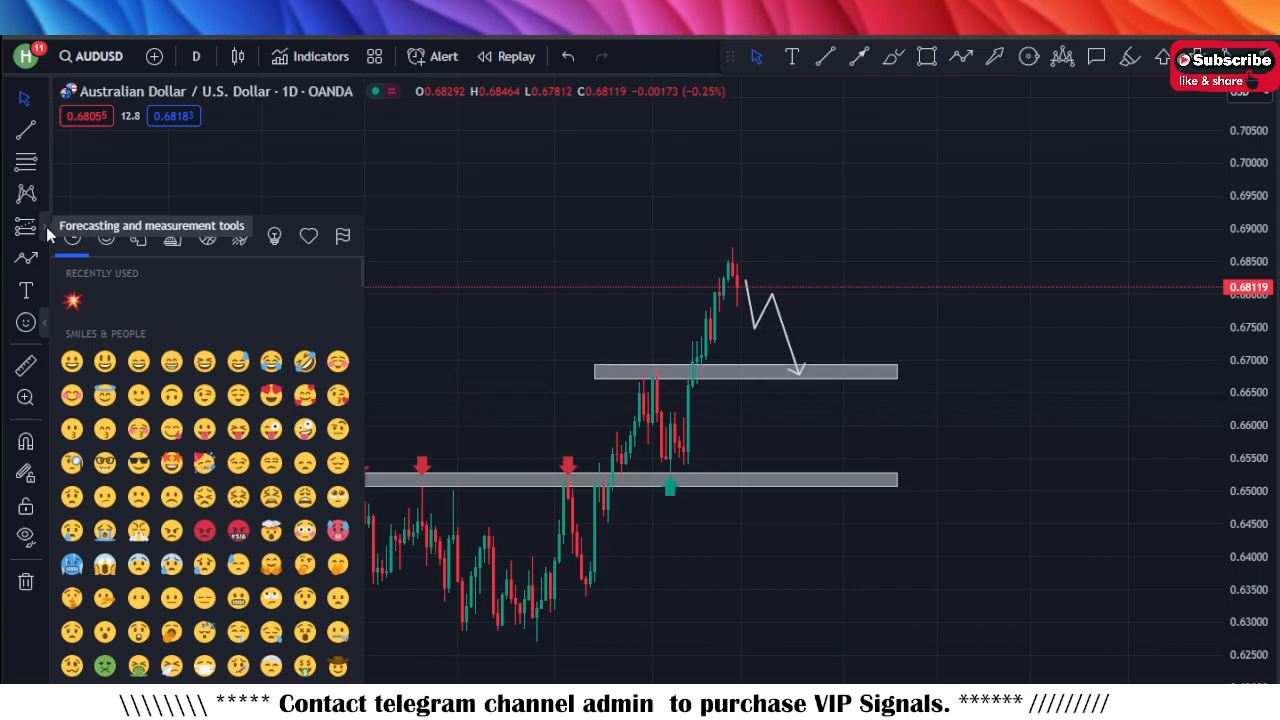 H
11
AUDUSD
D
Indicators
Alert
Replay
Subscribe
like & share
Australian Dollar / U.S. Dollar · 1D · OANDA
O0.68292 H0.68464 L0.67812 C0.68119 −0.00173 (−0.25%)
0.68055
12.8
0.68183
Forecasting and measurement tools
RECENTLY USED
SMILES & PEOPLE
T
T
0.70500
0.70000
0.69500
0.69000
0.68500
0.68119
0.68000
0.67500
0.67000
0.66500
0.66000
0.65500
0.65000
0.64500
0.64000
0.63500
0.63000
0.62500
\\\\\\\\ ***** Contact telegram channel admin to purchase VIP Signals. ****** /////////